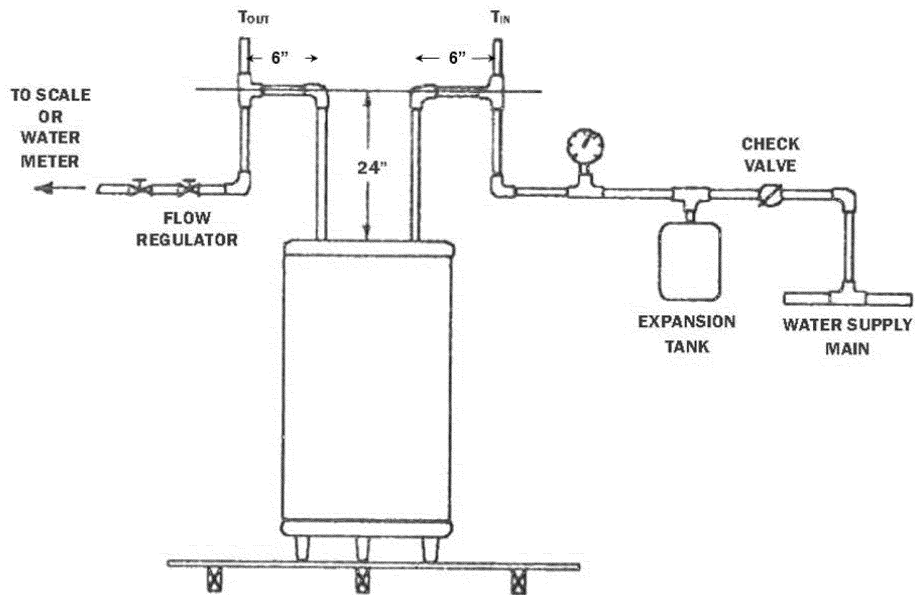 TOUT
TIN
6"
6"
TO SCALE
OR
WATER
METER
24"
CHECK
VALVE
FLOW
REGULATOR
EXPANSION
TANK
WATER SUPPLY
MAIN